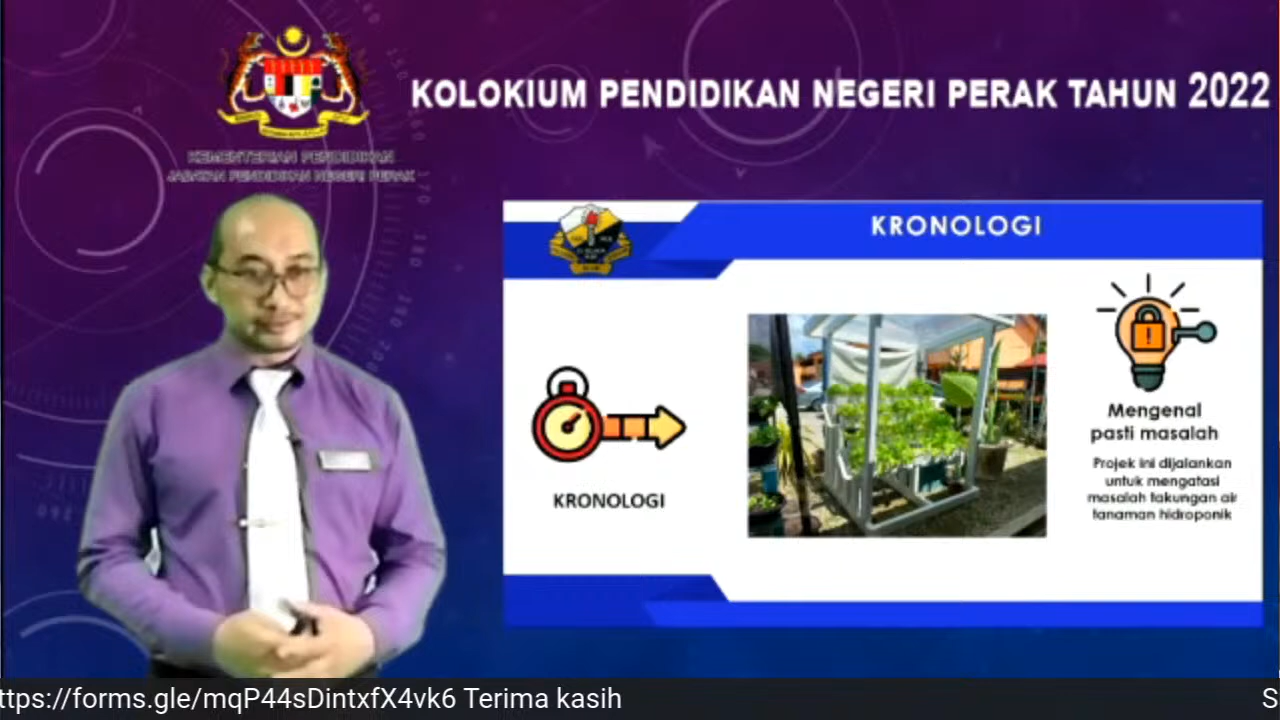 KOLOKIUM PENDIDIKAN NEGERI PERAK TAHUN 2022
KEMENTERIAN PENDIDIKAN
JABATAN PENDIDIKAN NEGERI PERAK
KRONOLOGI
KRONOLOGI
Mengenal
pasti masalah
Projek ini dijalankan
untuk mengatasi
masalah takungan air
tanaman hidroponik
ttps://forms.gle/mqP44sDintxfX4vk6 Terima kasih
S